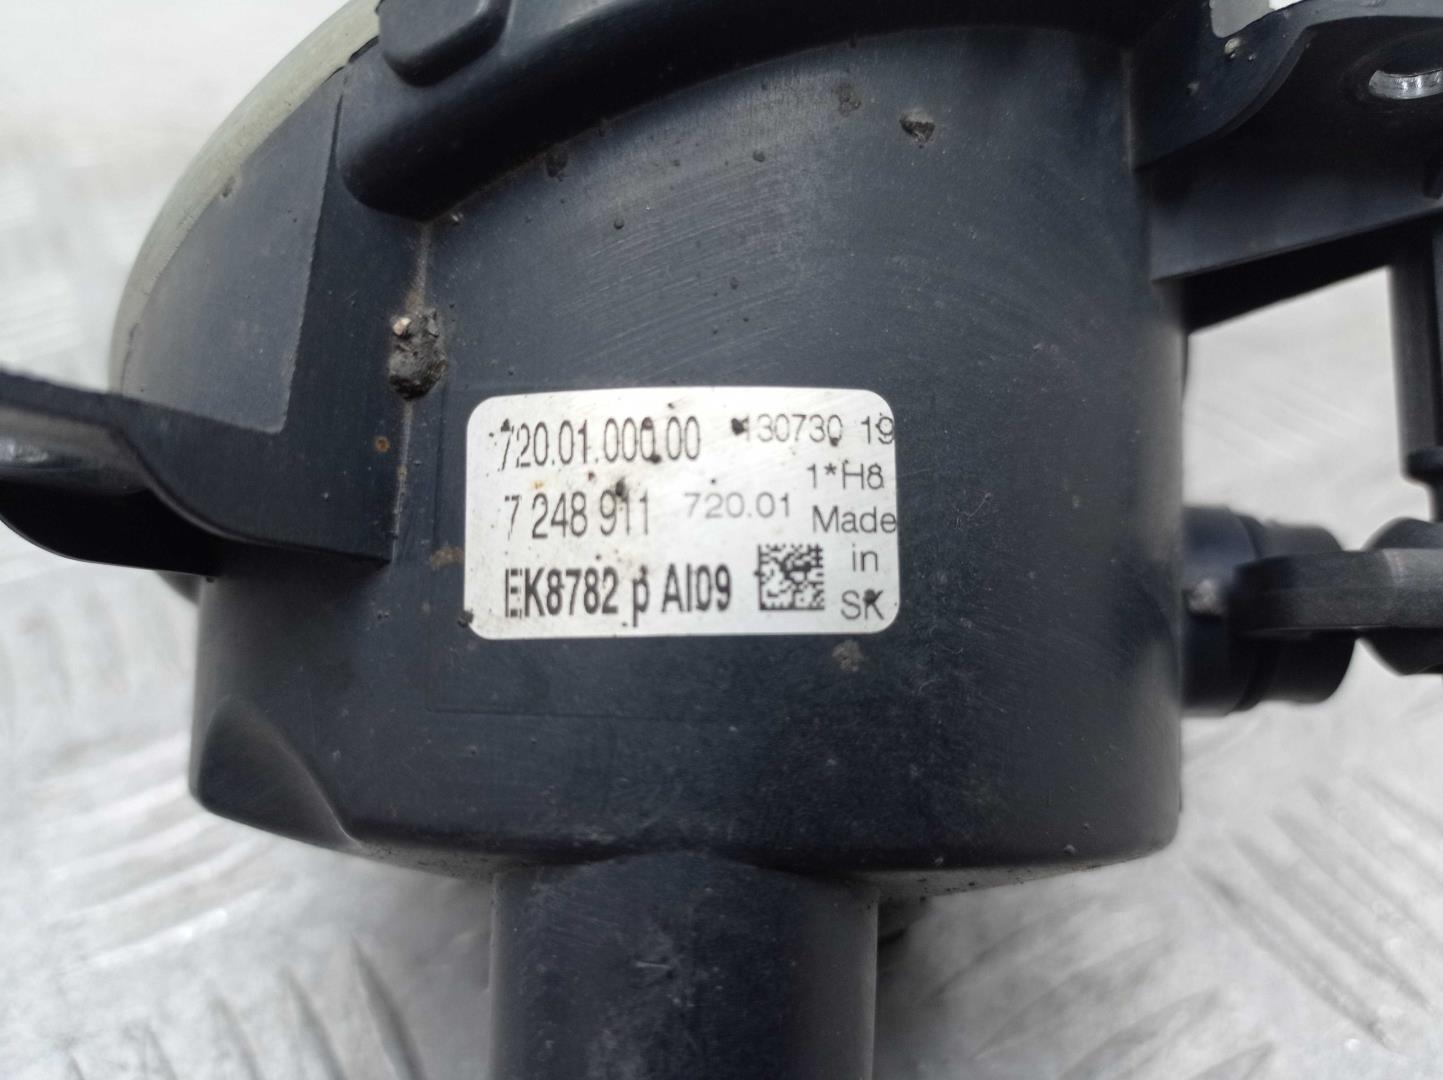 720.01.000.00 130730 19
1*H8
7 248 911 720.01 Made
in
EK8782 p AI09 SK